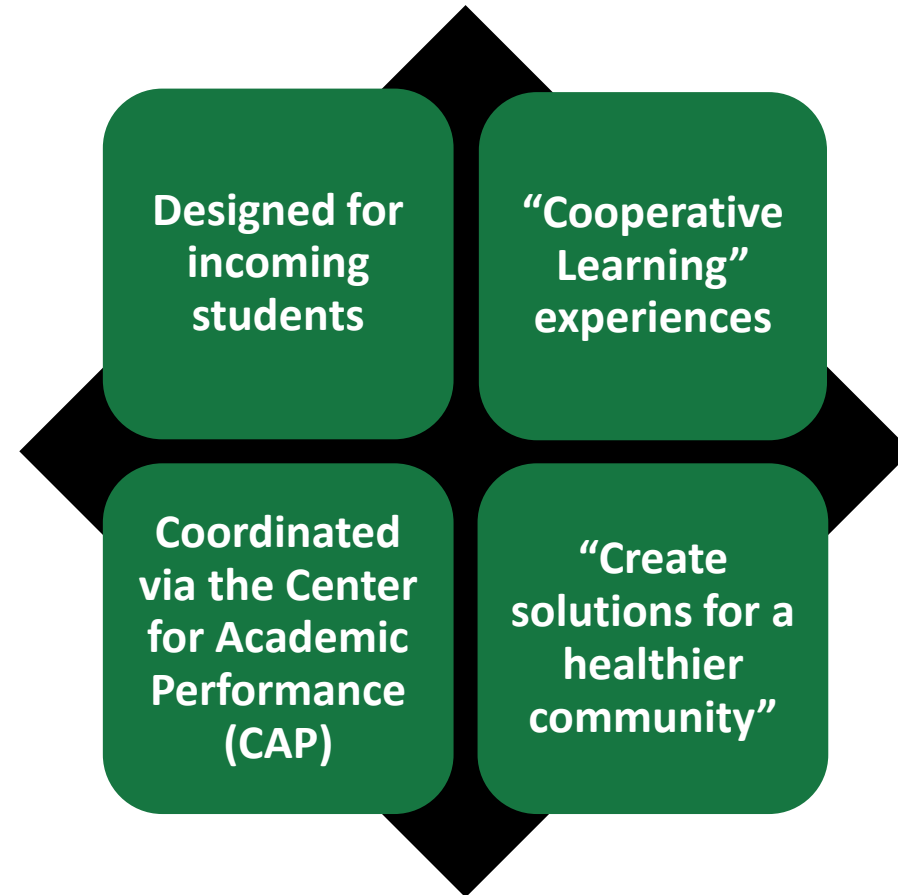 Designed for
incoming
students
“Cooperative
Learning”
experiences
Coordinated
via the Center
for Academic
Performance
(CAP)
“Create
solutions for a
healthier
community”